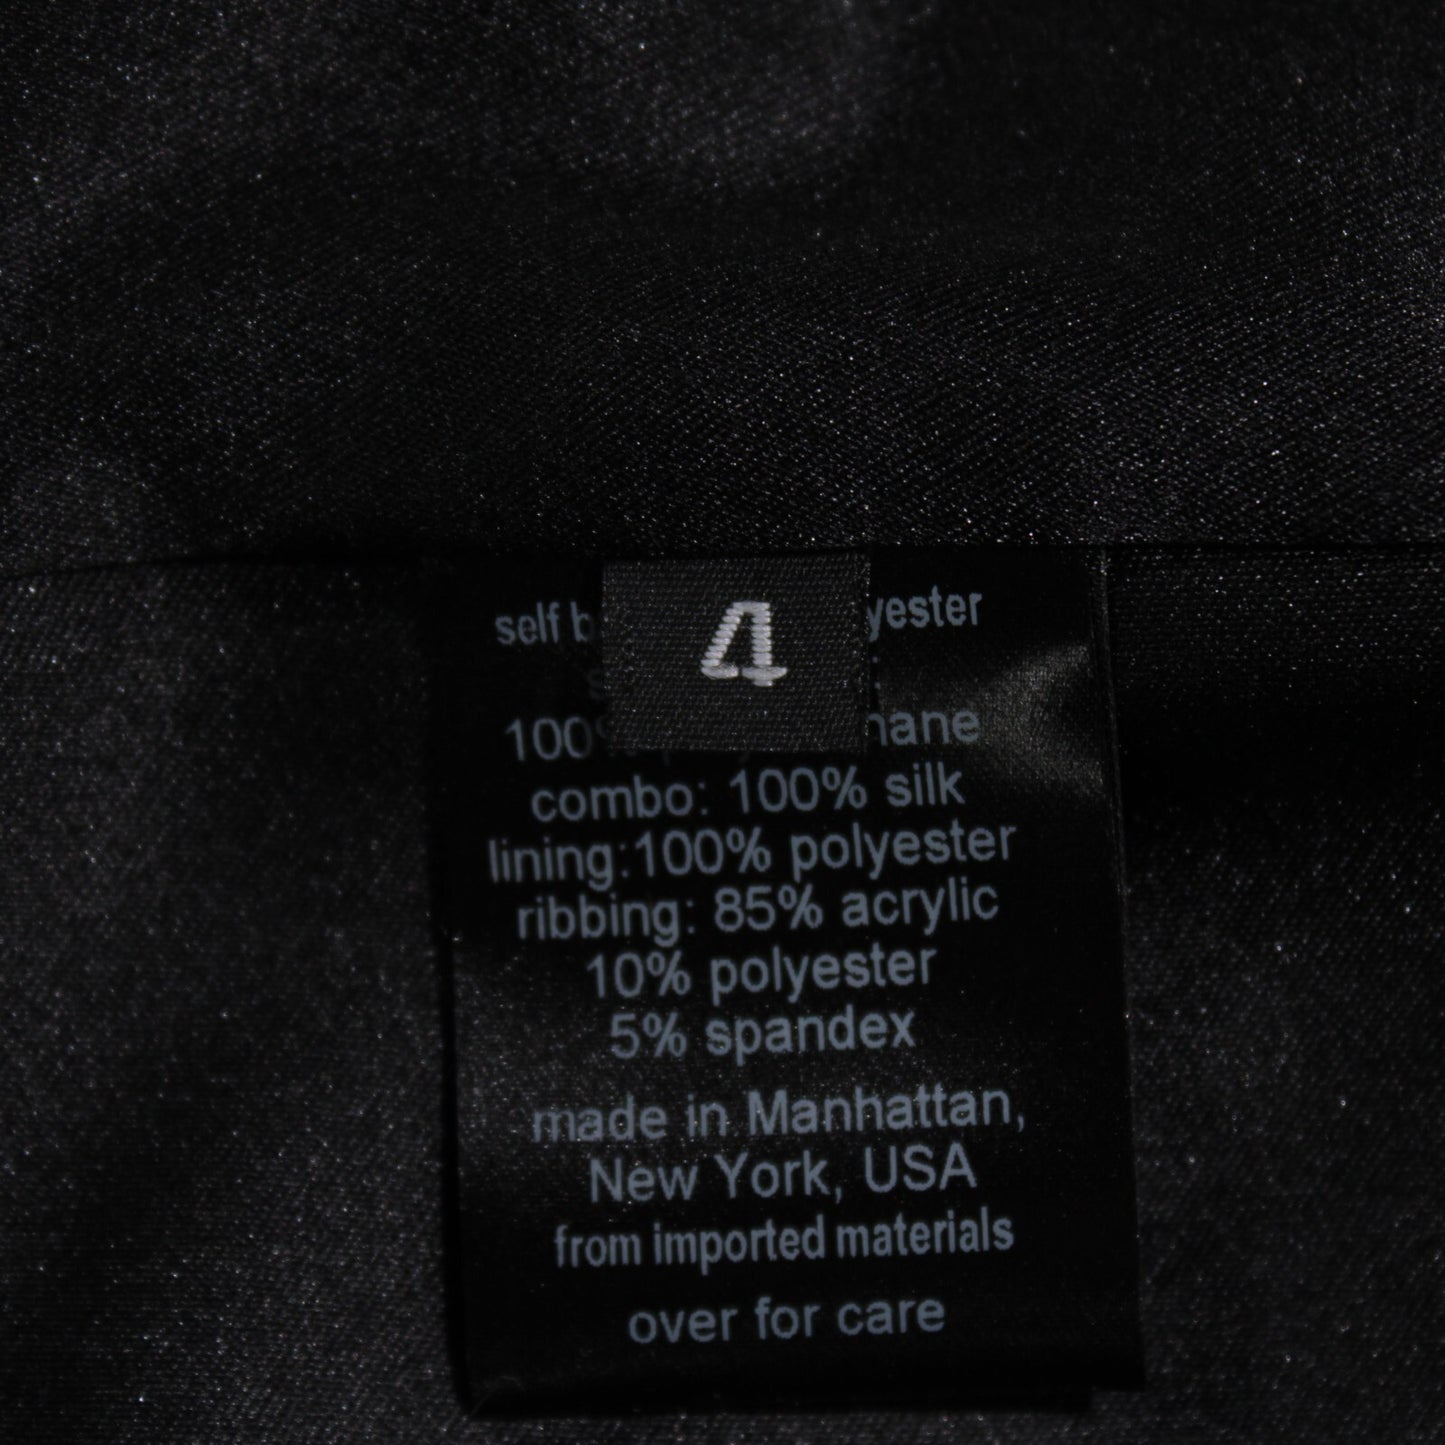 4
self
100%
combo: 100% silk
lining:100% polyester
ribbing: 85% acrylic
10% polyester
5% spandex
made in Manhattan,
New York, USA
from imported materials
over for care